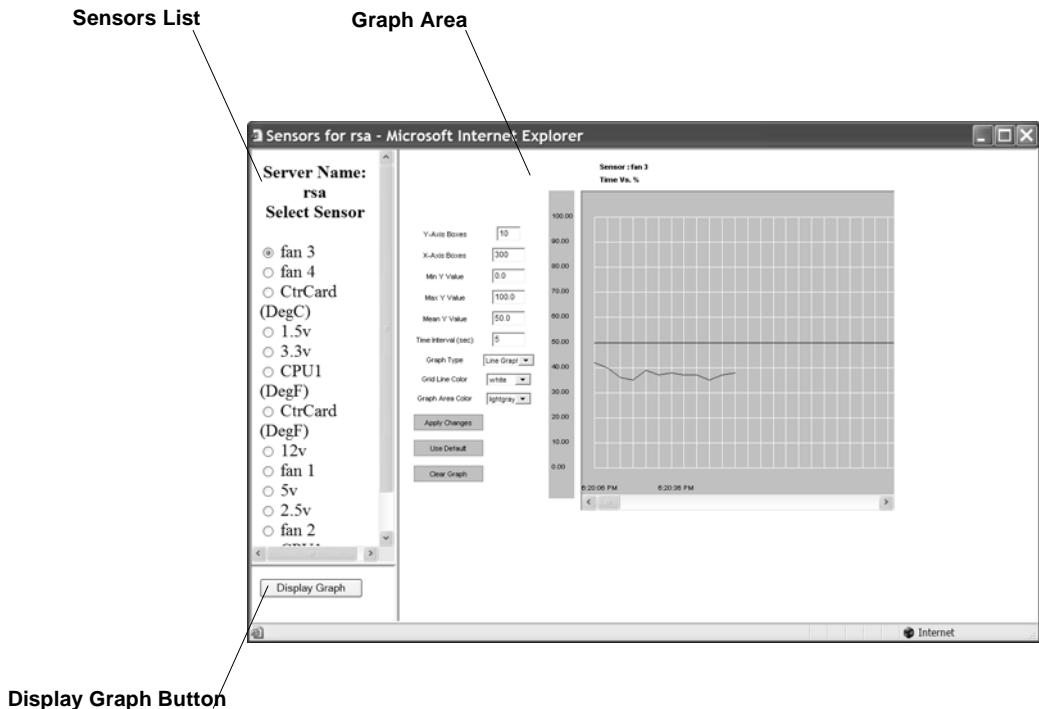 Sensors List
Graph Area
Sensors for rsa - Microsoft Internet Explorer
Server Name:
rsa
Select Sensor
fan 3
fan 4
CtrCard
(DegC)
1.5v
3.3v
CPU1
(DegF)
CtrCard
(DegF)
12v
fan 1
5v
2.5v
fan 2
CPU1
Display Graph
Y-Axis Boxes 10
X-Axis Boxes 300
Min Y Value 0.0
Max Y Value 100.0
Mean Y Value 50.0
Time Interval (sec) 5
Graph Type Line Graph
Grid Line Color white
Graph Area Color lightgray
Apply Changes
Use Default
Clear Graph
Sensor : fan 3
Time Vs. %
100.00
90.00
80.00
70.00
60.00
50.00
40.00
30.00
20.00
10.00
0.00
6:20:06 PM 6:20:36 PM
Internet
Display Graph Button